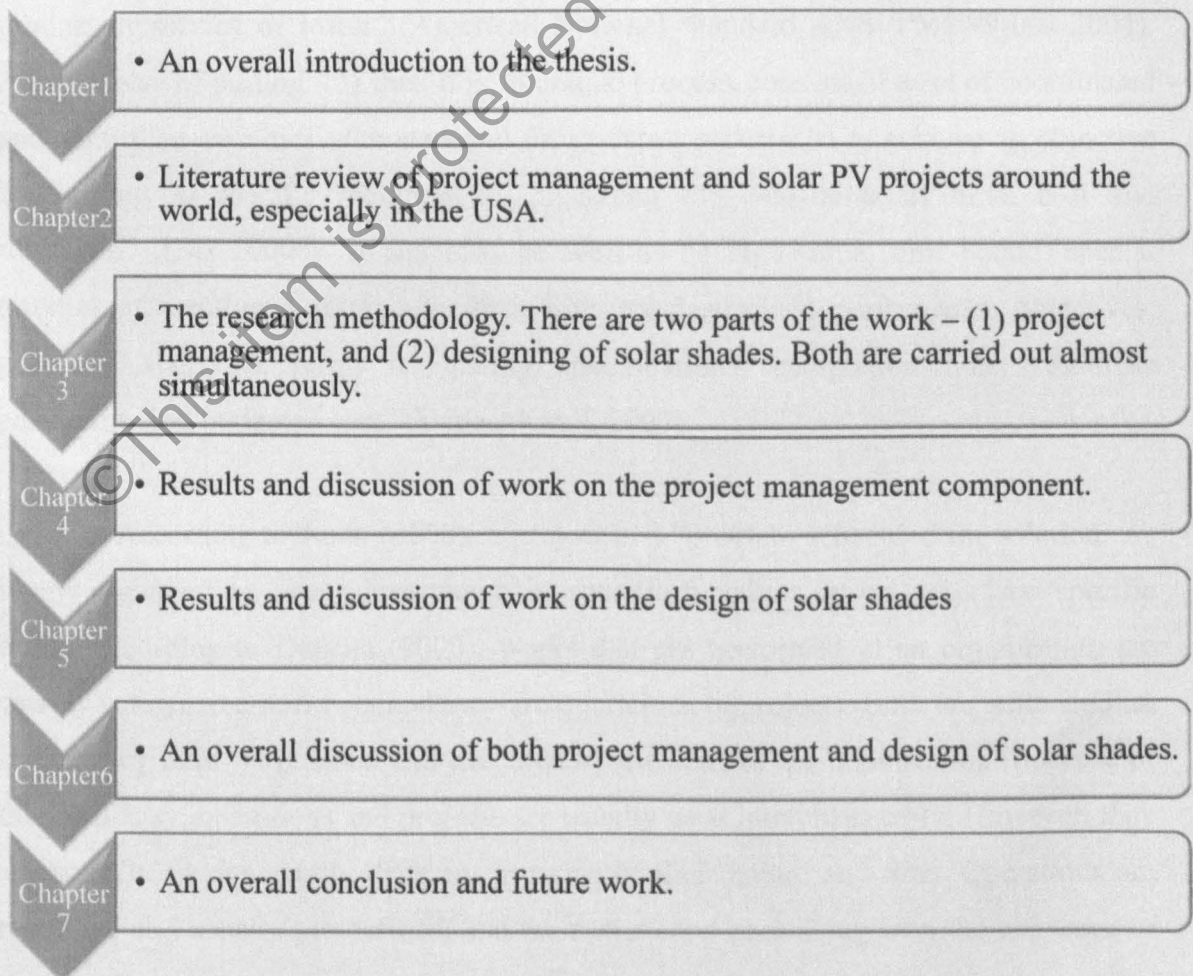 Chapter1
• An overall introduction to the thesis.
Chapter2
• Literature review of project management and solar PV projects around the
world, especially in the USA.
Chapter
3
• The research methodology. There are two parts of the work – (1) project
management, and (2) designing of solar shades. Both are carried out almost
simultaneously.
Chapter
4
• Results and discussion of work on the project management component.
Chapter
5
• Results and discussion of work on the design of solar shades
Chapter6
• An overall discussion of both project management and design of solar shades.
Chapter
7
• An overall conclusion and future work.
©This item is protected